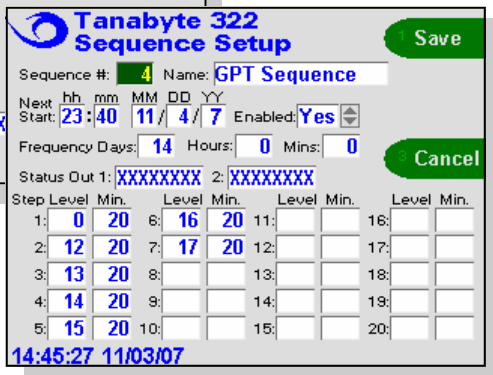 Tanabyte 322
Sequence Setup
1 Save
Sequence #: 4 Name: GPT Sequence
hh mm MM DD YY
Next Start: 23:40 11/ 4/ 7 Enabled: Yes
Frequency Days: 14 Hours: 0 Mins: 0
3 Cancel
Status Out 1: XXXXXXXX 2: XXXXXXXX
Step Level Min. Level Min. Level Min. Level Min.
1: 0 20 6: 16 20 11: 16:
2: 12 20 7: 17 20 12: 17:
3: 13 20 8: 13: 18:
4: 14 20 9: 14: 19:
5: 15 20 10: 15: 20:
14:45:27 11/03/07